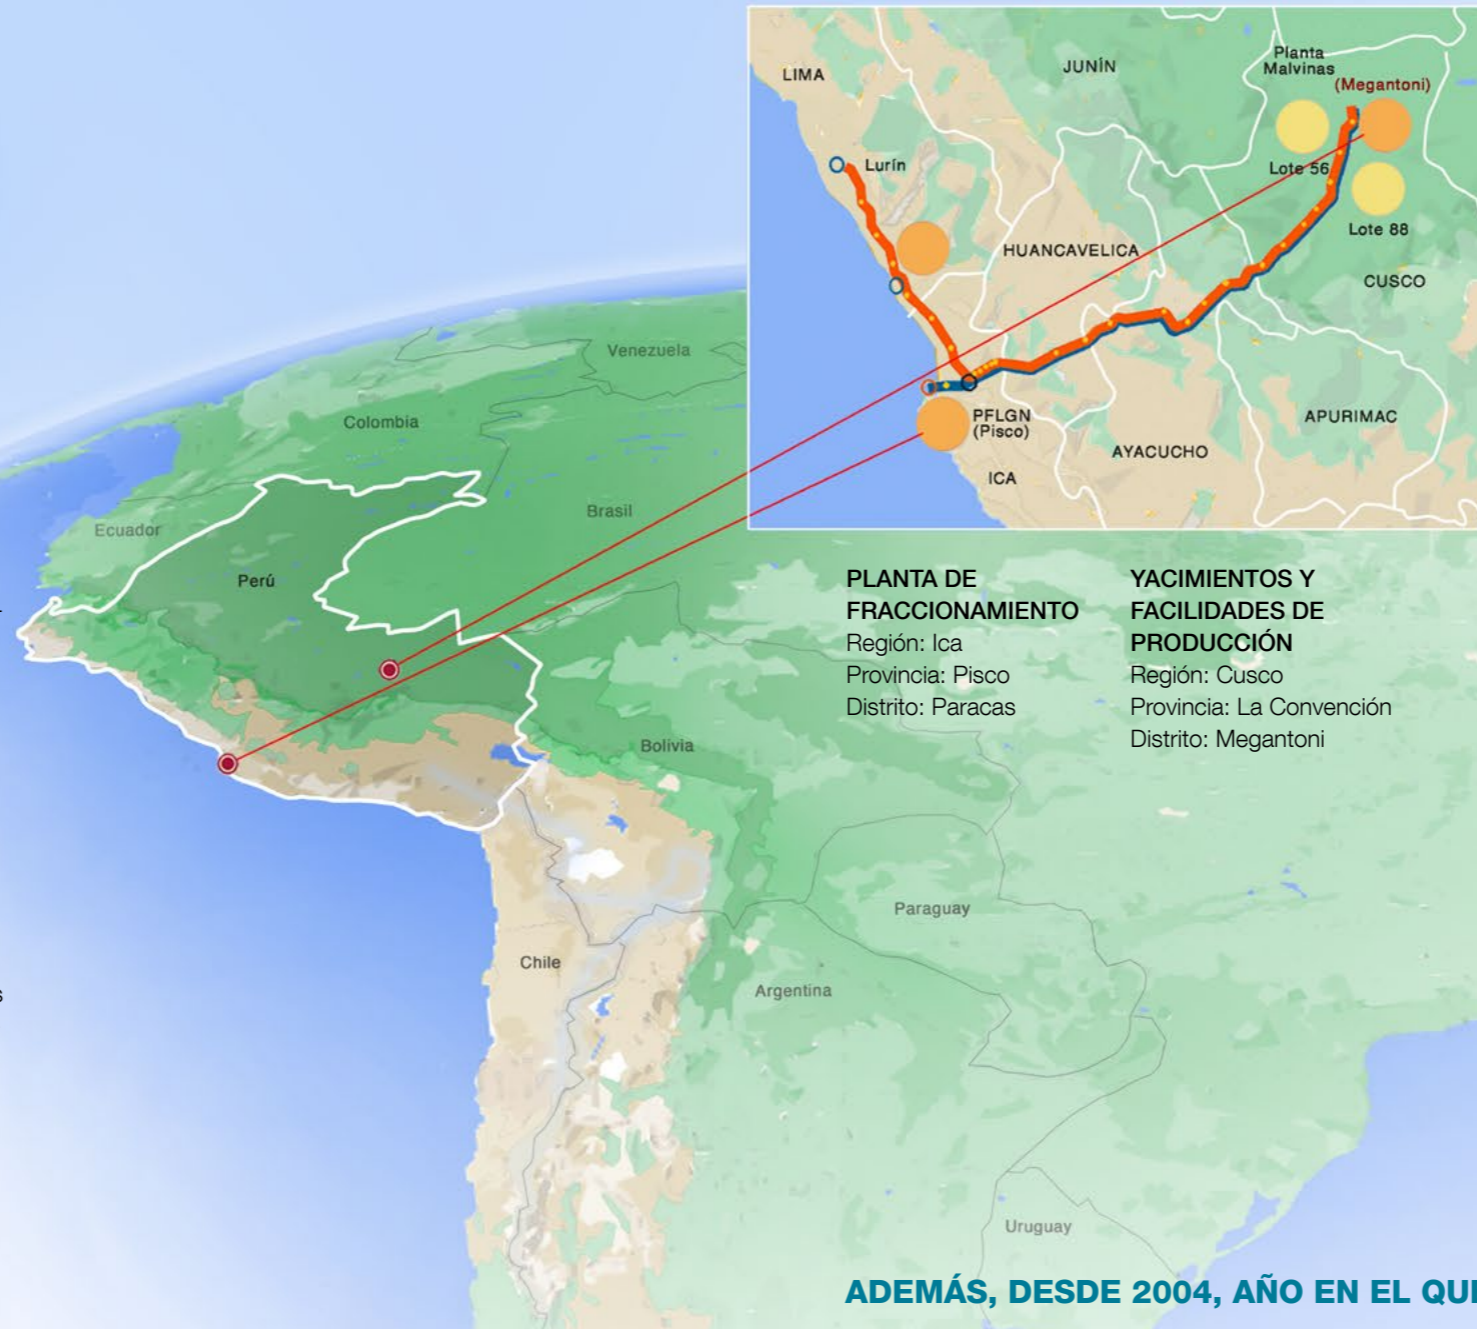 LIMA
JUNÍN
Planta
Malvinas
(Megantoni)
Lurín
Lote 56
Lote 88
HUANCAVELICA
CUSCO
PFLGN
(Pisco)
APURIMAC
AYACUCHO
ICA
Venezuela
Colombia
Brasil
Ecuador
Perú
Bolivia
Paraguay
Chile
Argentina
Uruguay
PLANTA DE
FRACCIONAMIENTO
Región: Ica
Provincia: Pisco
Distrito: Paracas
YACIMIENTOS Y
FACILIDADES DE
PRODUCCIÓN
Región: Cusco
Provincia: La Convención
Distrito: Megantoni
ADEMÁS, DESDE 2004, AÑO EN EL QUE